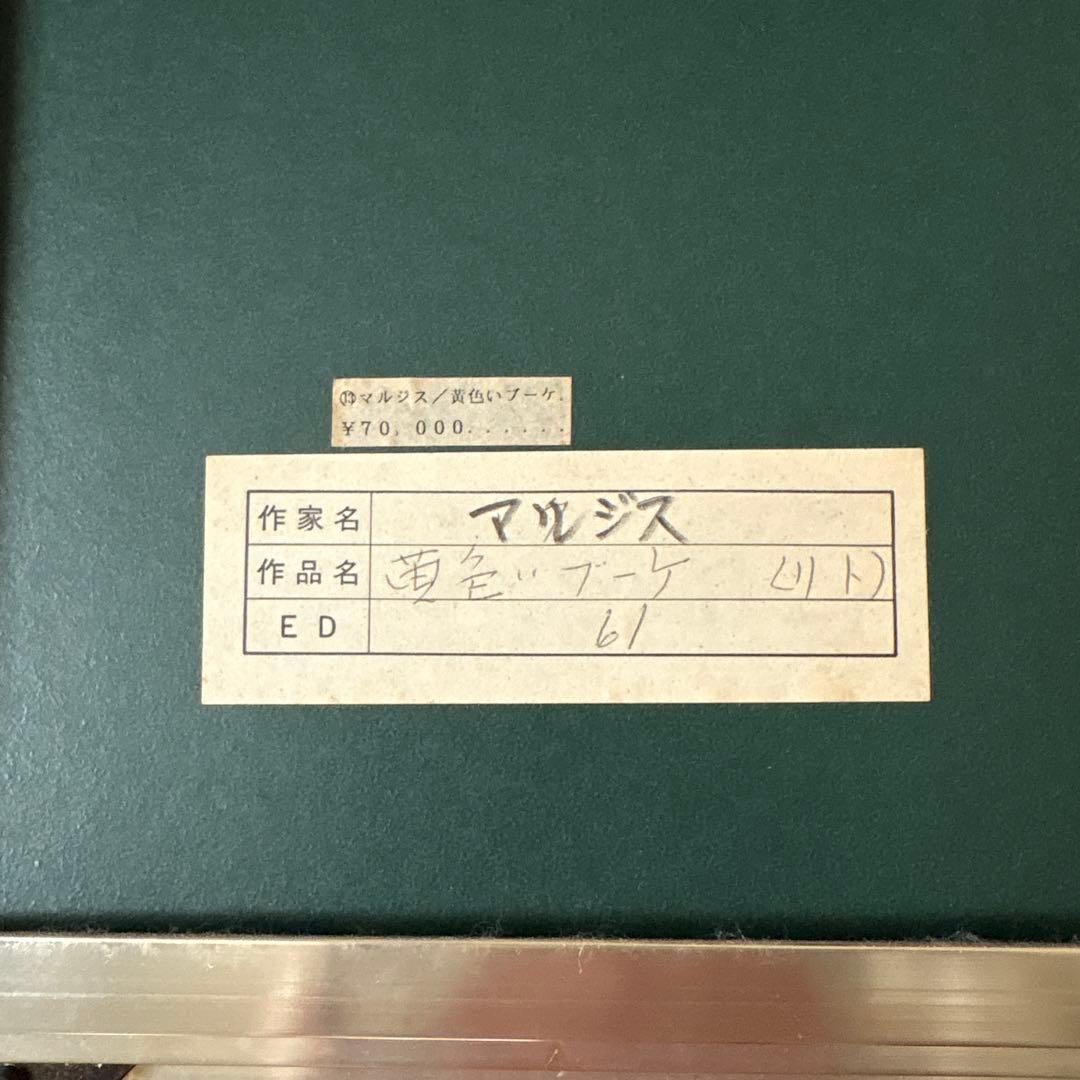 ⑬マルジス／黄色いブーケ.
¥70,000......
作家名 マルジス
作品名 黄色いブーケ (リト)
ED 61